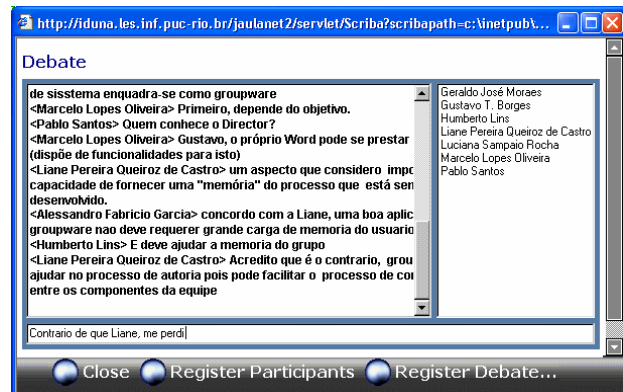 http://iduna.les.inf.puc-rio.br/jaulanet2/servlet/Scriba?scribapath=c:\inetpub\...
Debate
de sisstema enquadra-se como groupware
<Marcelo Lopes Oliveira> Primeiro, depende do objetivo.
<Pablo Santos> Quem conhece o Director?
<Marcelo Lopes Oliveira> Gustavo, o próprio Word pode se prestar
(dispõe de funcionalidades para isto)
<Liane Pereira Queiroz de Castro> um aspecto que considero impo
capacidade de fornecer uma "memória" do processo que está sen
desenvolvido.
<Alessandro Fabricio Garcia> concordo com a Liane, uma boa aplic
groupware nao deve requerer grande carga de memoria do usuario
<Humberto Lins> E deve ajudar a memoria do grupo
<Liane Pereira Queiroz de Castro> Acredito que é o contrário, grou
ajudar no processo de autoria pois pode facilitar o processo de con
entre os componentes da equipe
Geraldo José Moraes
Gustavo T. Borges
Humberto Lins
Liane Pereira Queiroz de Castro
Luciana Sampaio Rocha
Marcelo Lopes Oliveira
Pablo Santos
Contrario de que Liane, me perdi
Close Register Participants Register Debate...